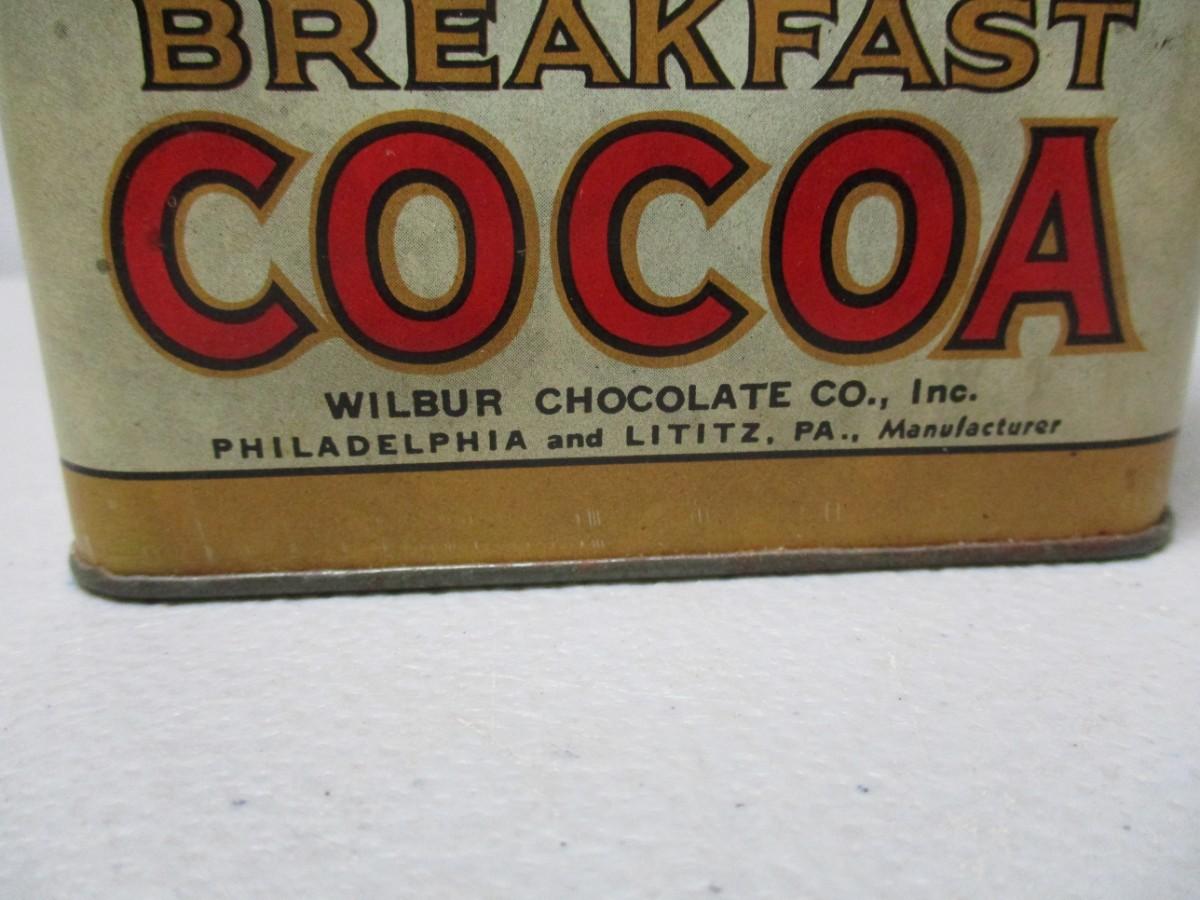 BREAKFAST
COCOA
WILBUR CHOCOLATE CO., Inc.
PHILADELPHIA and LITITZ, PA., Manufacturer